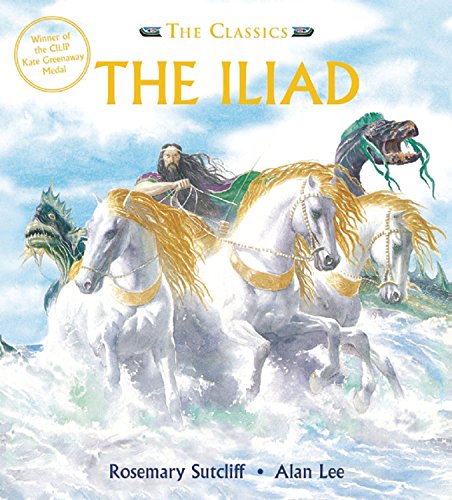 THE CLASSICS
Winner of
the CILIP
Kate Greenaway
Medal
THE ILIAD
Rosemary Sutcliff • Alan Lee